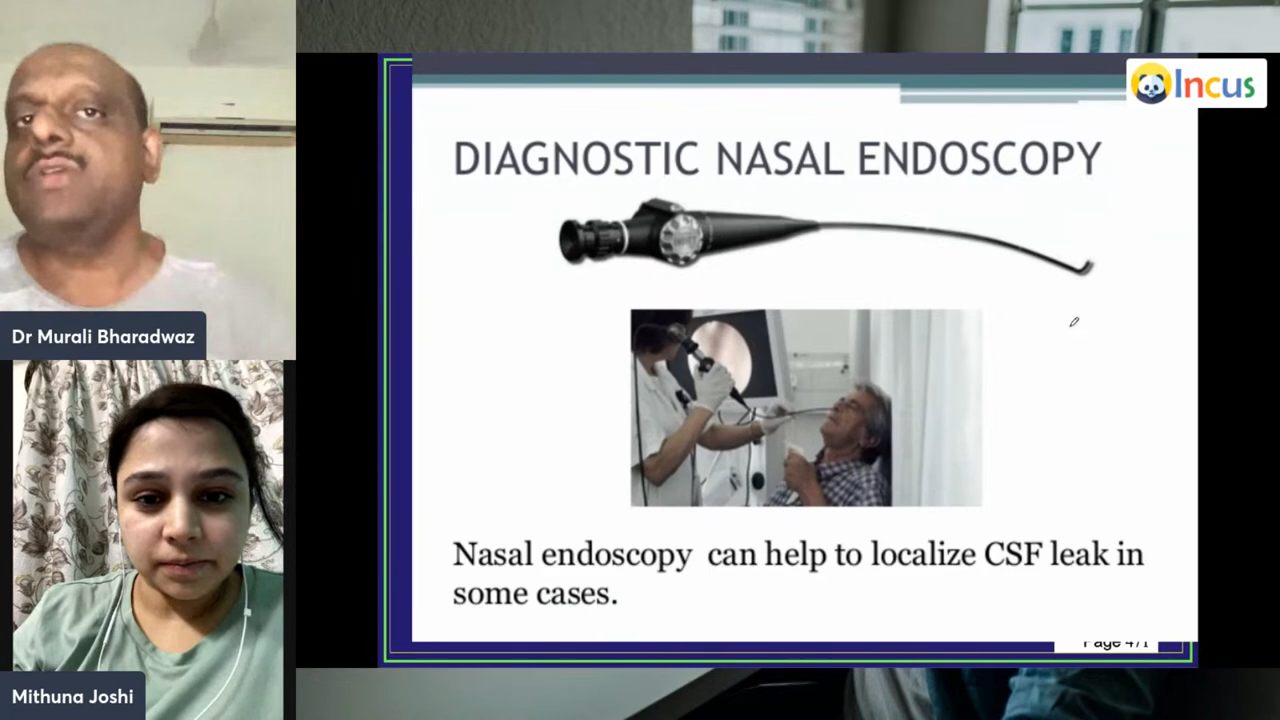 Incus
DIAGNOSTIC NASAL ENDOSCOPY
Nasal endoscopy can help to localize CSF leak in
some cases.
Dr Murali Bharadwaz
Mithuna Joshi